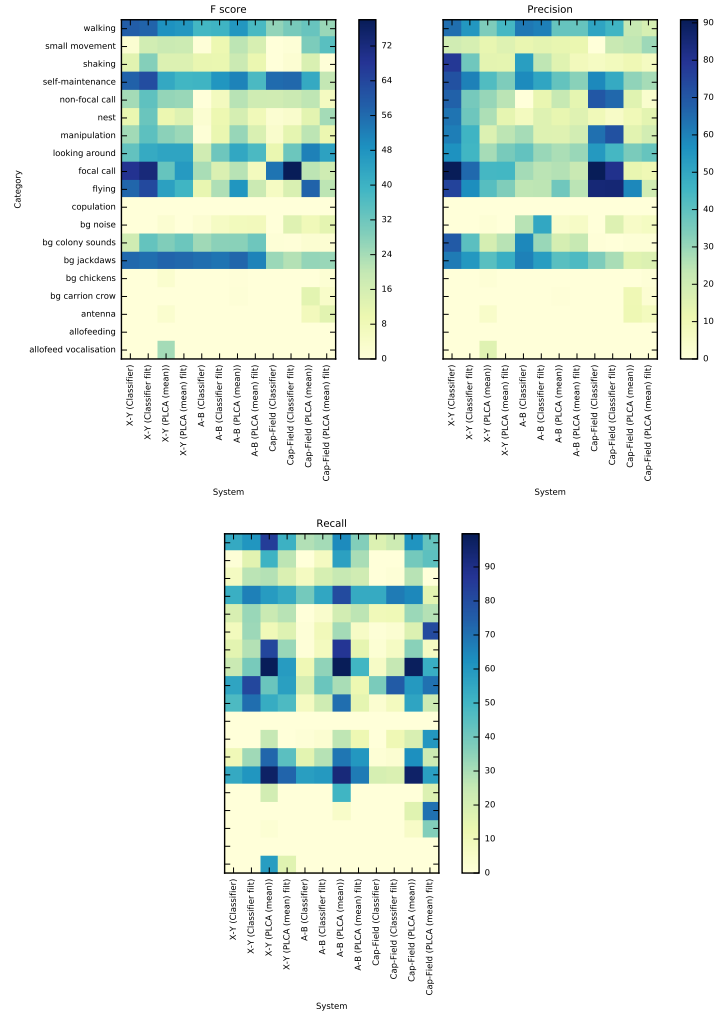 F score
Precision
walking
small movement
shaking
self-maintenance
non-focal call
nest
manipulation
looking around
focal call
flying
copulation
bg noise
bg colony sounds
bg jackdaws
bg chickens
bg carrion crow
antenna
allofeeding
allofeed vocalisation
Category
72
64
56
48
40
32
24
16
8
0
90
80
70
60
50
40
30
20
10
0
X-Y (Classifier)
X-Y (Classifier filt)
X-Y (PLCA (mean))
X-Y (PLCA (mean) filt)
A-B (Classifier)
A-B (Classifier filt)
A-B (PLCA (mean))
A-B (PLCA (mean) filt)
Cap-Field (Classifier)
Cap-Field (Classifier filt)
Cap-Field (PLCA (mean))
Cap-Field (PLCA (mean) filt)
System
X-Y (Classifier)
X-Y (Classifier filt)
X-Y (PLCA (mean))
X-Y (PLCA (mean) filt)
A-B (Classifier)
A-B (Classifier filt)
A-B (PLCA (mean))
A-B (PLCA (mean) filt)
Cap-Field (Classifier)
Cap-Field (Classifier filt)
Cap-Field (PLCA (mean))
Cap-Field (PLCA (mean) filt)
System
Recall
90
80
70
60
50
40
30
20
10
0
X-Y (Classifier)
X-Y (Classifier filt)
X-Y (PLCA (mean))
X-Y (PLCA (mean) filt)
A-B (Classifier)
A-B (Classifier filt)
A-B (PLCA (mean))
A-B (PLCA (mean) filt)
Cap-Field (Classifier)
Cap-Field (Classifier filt)
Cap-Field (PLCA (mean))
Cap-Field (PLCA (mean) filt)
System